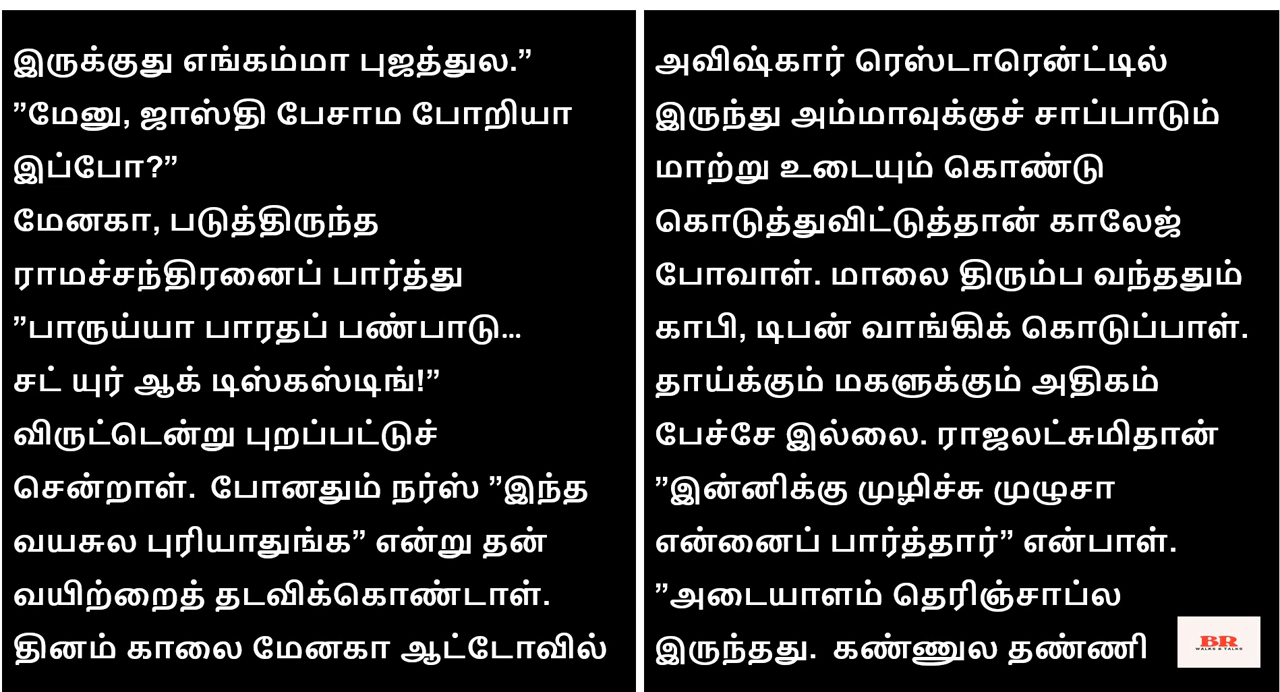 இருக்குது எங்கம்மா புஜத்துல.”
”மேனு, ஜாஸ்தி பேசாம போறியா
இப்போ?”
மேனகா, படுத்திருந்த
ராமச்சந்திரனைப் பார்த்து
”பாருய்யா பாரதப் பண்பாடு...
சட் யுர் ஆக் டிஸ்கஸ்டிங்!”
விருட்டென்று புறப்பட்டுச்
சென்றாள். போனதும் நர்ஸ் ”இந்த
வயசுல புரியாதுங்க” என்று தன்
வயிற்றைத் தடவிக்கொண்டாள்.
தினம் காலை மேனகா ஆட்டோவில்
அவிஷ்கார் ரெஸ்டாரென்ட்டில்
இருந்து அம்மாவுக்குச் சாப்பாடும்
மாற்று உடையும் கொண்டு
கொடுத்துவிட்டுத்தான் காலேஜ்
போவாள். மாலை திரும்ப வந்ததும்
காபி, டிபன் வாங்கிக் கொடுப்பாள்.
தாய்க்கும் மகளுக்கும் அதிகம்
பேச்சே இல்லை. ராஜலட்சுமிதான்
”இன்னிக்கு முழிச்சு முழுசா
என்னைப் பார்த்தார்” என்பாள்.
”அடையாளம் தெரிஞ்சாப்ல
இருந்தது. கண்ணுல தண்ணி
BR
WALKS & TALKS